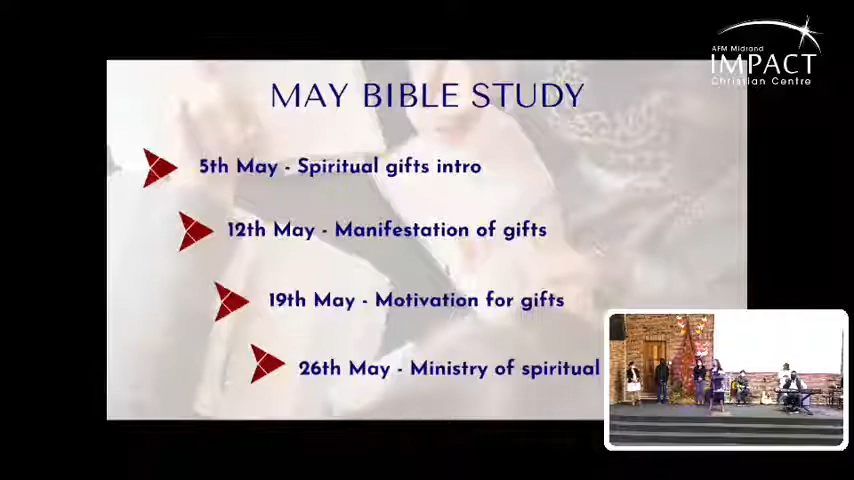 AFM Midrand
IMPACT
Christian Centre
MAY BIBLE STUDY
5th May - Spiritual gifts intro
12th May - Manifestation of gifts
19th May - Motivation for gifts
26th May - Ministry of spiritual